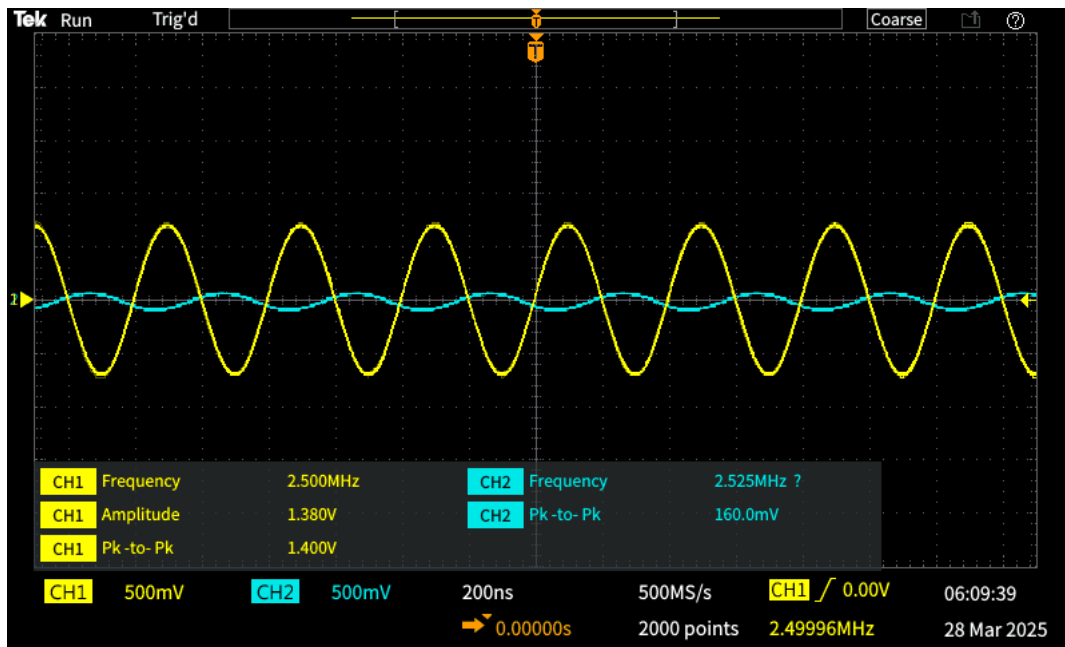 Tek Run Trig'd Coarse ?
T
T
CH1 Frequency 2.500MHz CH2 Frequency 2.525MHz ?
CH1 Amplitude 1.380V CH2 Pk-to-Pk 160.0mV
CH1 Pk-to-Pk 1.400V
CH1 500mV CH2 500mV 200ns 500MS/s CH1 0.00V 06:09:39
0.00000s 2000 points 2.49996MHz 28 Mar 2025